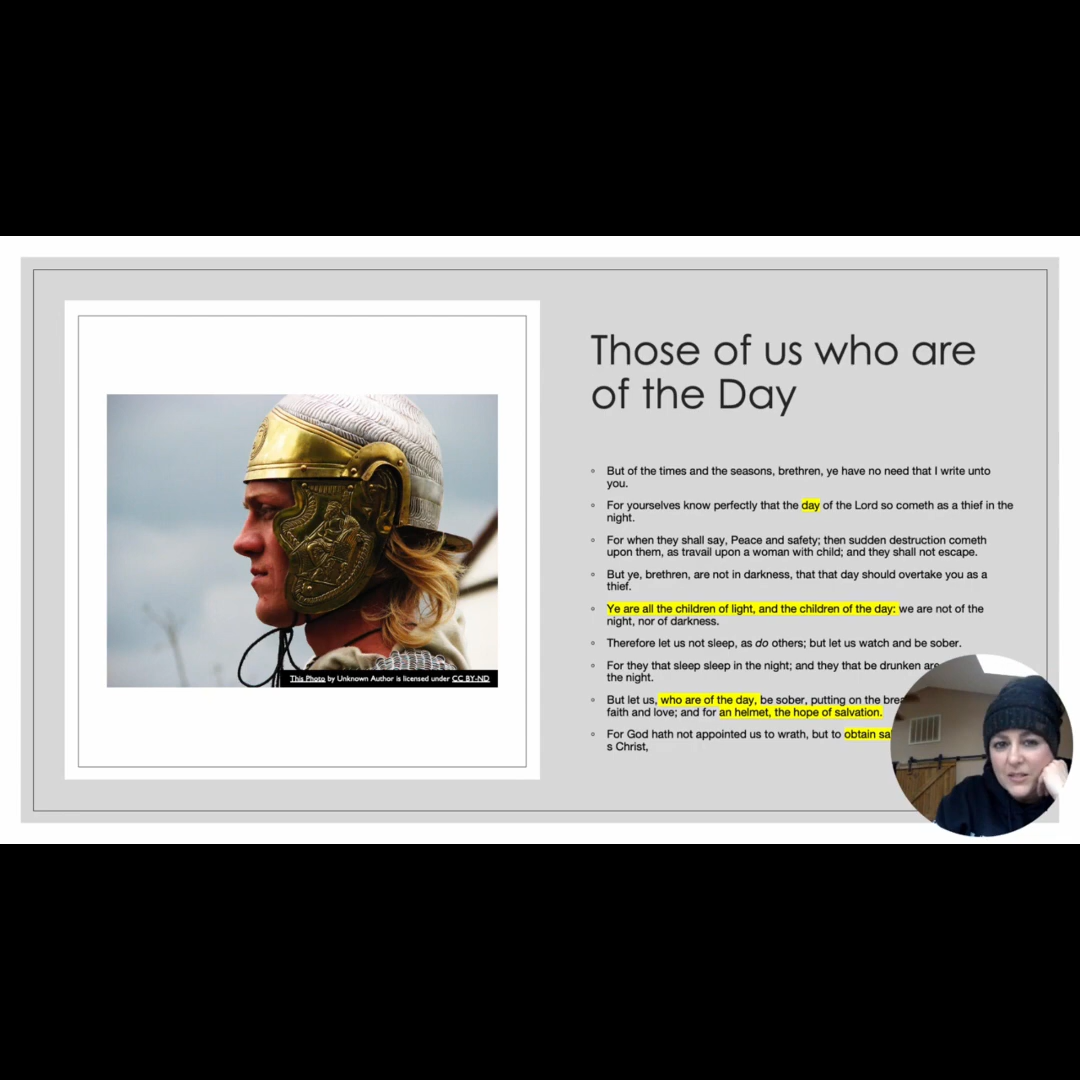 Those of us who are
of the Day
◦ But of the times and the seasons, brethren, ye have no need that I write unto
you.
◦ For yourselves know perfectly that the day of the Lord so cometh as a thief in the
night.
◦ For when they shall say, Peace and safety; then sudden destruction cometh
upon them, as travail upon a woman with child; and they shall not escape.
◦ But ye, brethren, are not in darkness, that that day should overtake you as a
thief.
◦ Ye are all the children of light, and the children of the day: we are not of the
night, nor of darkness.
◦ Therefore let us not sleep, as do others; but let us watch and be sober.
◦ For they that sleep sleep in the night; and they that be drunken are
the night.
◦ But let us, who are of the day, be sober, putting on the
faith and love; and for an helmet, the hope of salvation.
◦ For God hath not appointed us to wrath, but to obtain
s Christ,
This Photo by Unknown Author is licensed under CC BY-ND